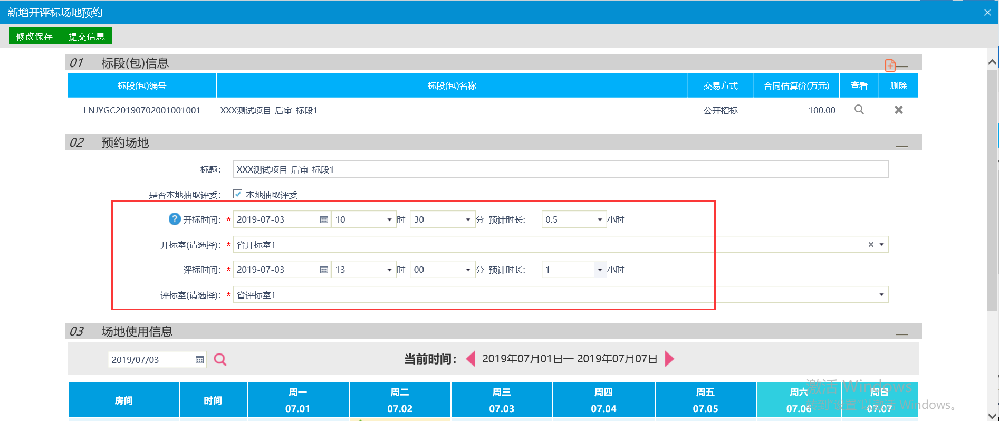 新增开评标场地预约
修改保存 提交信息
01 标段(包)信息
标段(包)编号 标段(包)名称 交易方式 合同估算价(万元) 查看 删除
LNJYGC20190702001001001 XXX测试项目-后审-标段1 公开招标 100.00
02 预约场地
标题： XXX测试项目-后审-标段1
是否本地抽取评委： 本地抽取评委
? 开标时间： * 2019-07-03 10 时 30 分 预计时长： 0.5 小时
开标室(请选择)： * 省开标室1
评标时间： * 2019-07-03 13 时 00 分 预计时长： 1 小时
评标室(请选择)： * 省评标室1
03 场地使用信息
2019/07/03 当前时间： 2019年07月01日— 2019年07月07日
房间 时间 周一 周二 周三 周四 周五 周六 周日
07.01 07.02 07.03 07.04 07.05 07.06 07.07
激活 Windows
转到"设置"以激活 Windows。